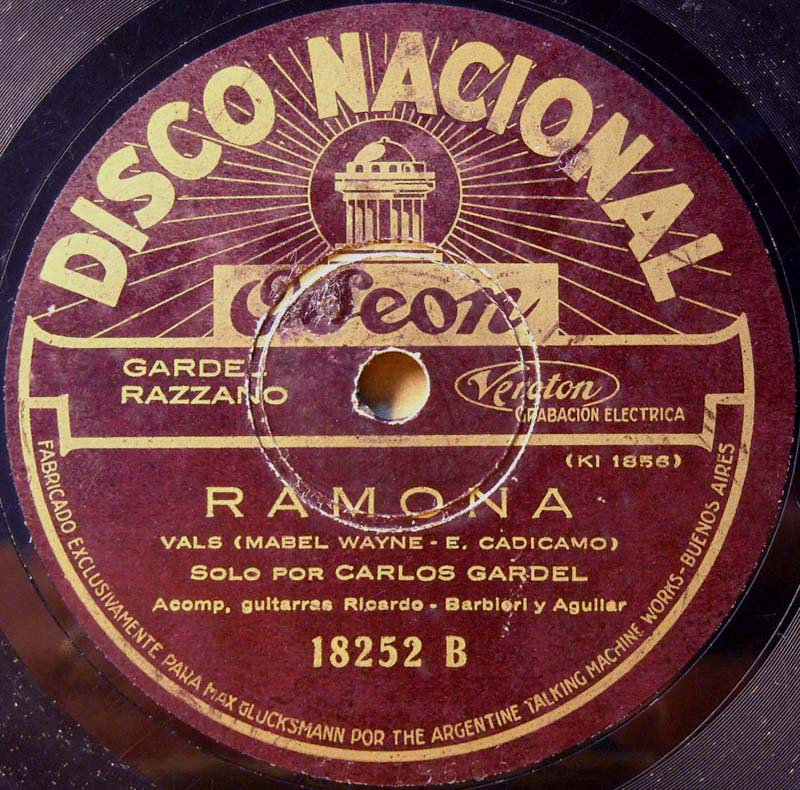 DISCO NACIONAL
Odeon
GARDEL
RAZZANO
Veroton
GRABACIÓN ELECTRICA
(KI 1856)
RAMONA
VALS (MABEL WAYNE - E. CADICAMO)
SOLO POR CARLOS GARDEL
Acomp. guitarras Ricardo - Barbieri y Aguilar
18252 B
FABRICADO EXCLUSIVAMENTE PARA MAX GLUCKSMANN POR THE ARGENTINE TALKING MACHINE WORKS-BUENOS AIRES